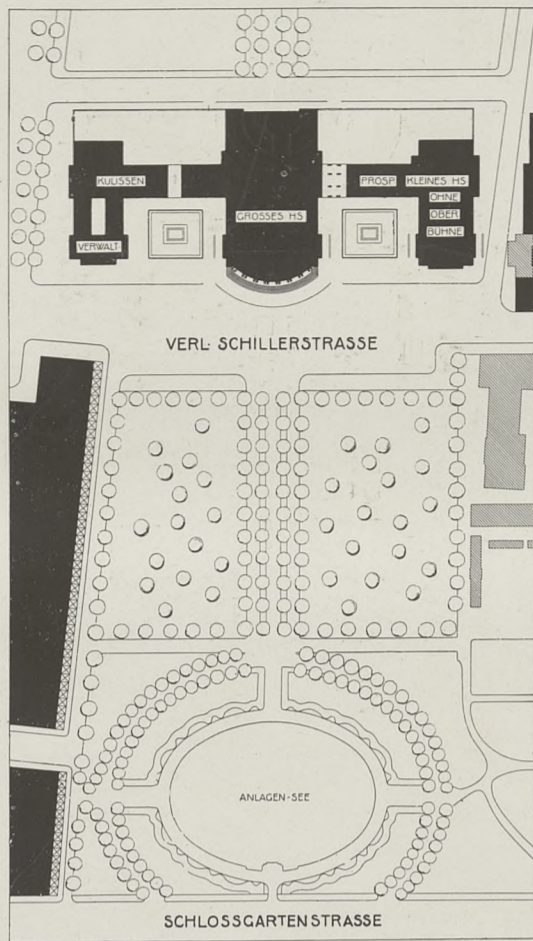 KULISSEN
PROSP
KLEINES HS
OHNE
OBER
BÜHNE
GROSSES HS
VERWALT·
VERL· SCHILLERSTRASSE
ANLAGEN-SEE
SCHLOSSGARTENSTRASSE